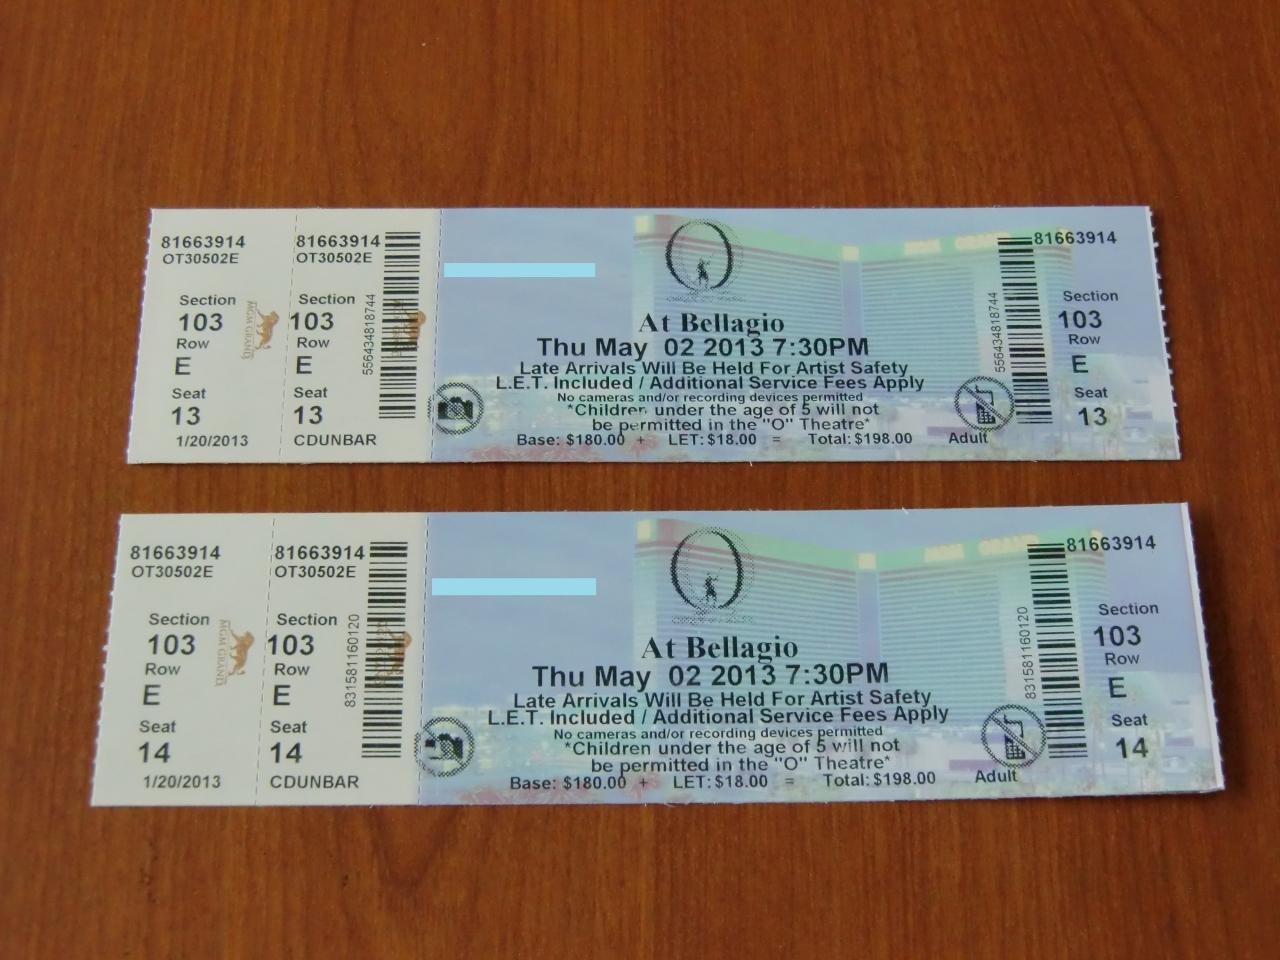 81663914
OT30502E
Section
103
Row
E
Seat
13
1/20/2013
MGM GRAND
81663914
OT30502E
Section
103
Row
E
Seat
13
CDUNBAR
556434818744
O
At Bellagio
Thu May 02 2013 7:30PM
Late Arrivals Will Be Held For Artist Safety
L.E.T. Included / Additional Service Fees Apply
No cameras and/or recording devices permitted
*Children under the age of 5 will not
be permitted in the "O" Theatre*
Base: $180.00 + LET: $18.00 = Total: $198.00 Adult
MGM GRAND
556434818744
81663914
Section
103
Row
E
Seat
13
81663914
OT30502E
Section
103
Row
E
Seat
14
1/20/2013
MGM GRAND
81663914
OT30502E
Section
103
Row
E
Seat
14
CDUNBAR
831581160120
O
At Bellagio
Thu May 02 2013 7:30PM
Late Arrivals Will Be Held For Artist Safety
L.E.T. Included / Additional Service Fees Apply
No cameras and/or recording devices permitted
*Children under the age of 5 will not
be permitted in the "O" Theatre*
Base: $180.00 + LET: $18.00 = Total: $198.00 Adult
MGM GRAND
831581160120
81663914
Section
103
Row
E
Seat
14